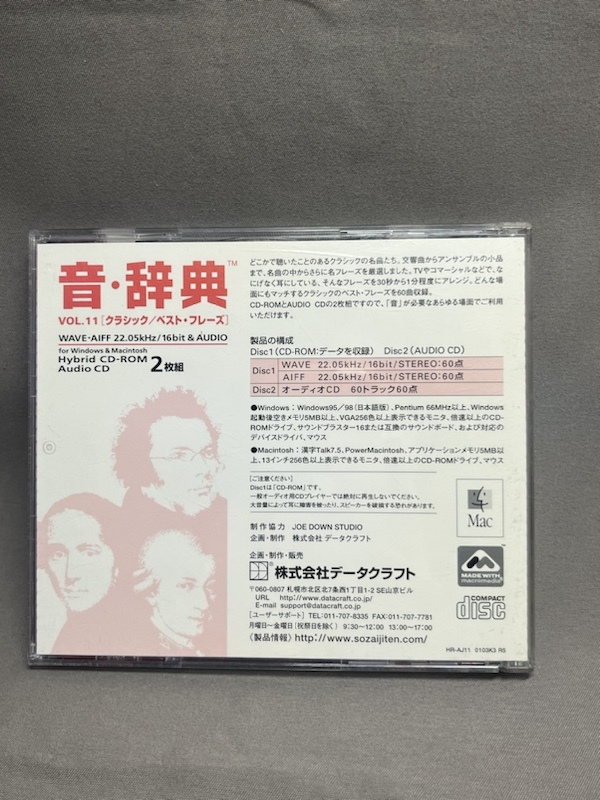 音・辞典™
VOL.11［クラシック／ベスト・フレーズ］
WAVE・AIFF 22.05kHz/16bit & AUDIO
for Windows & Macintosh
Hybrid CD-ROM
Audio CD
2枚組
どこかで聴いたことのあるクラシックの名曲たち。交響曲からアンサンブルの小品
まで、名曲の中からさらに名フレーズを厳選しました。TVやコマーシャルなどで、な
にげなく耳にしている、そんなフレーズを30秒から1分程度にアレンジ。どんな場
面にもマッチするクラシックのベスト・フレーズを60曲収録。
CD-ROMとAUDIO CDの2枚組ですので、「音」が必要なあらゆる場面でご利用
いただけます。
製品の構成
Disc1（CD-ROM：データを収録） Disc2（AUDIO CD）
Disc1 WAVE 22.05kHz/16bit/STEREO：60点
AIFF 22.05kHz/16bit/STEREO：60点
Disc2 オーディオCD 60トラック60点
●Windows：Windows95／98（日本語版）、Pentium 66MHz以上、Windows
起動後空きメモリ5MB以上、VGA256色以上表示できるモニタ、倍速以上のCD-
ROMドライブ、サウンドブラスター16または互換のサウンドボード、および対応の
デバイスドライバ、マウス
●Macintosh：漢字Talk7.5、PowerMacintosh、アプリケーションメモリ5MB以
上、13インチ256色以上表示できるモニタ、倍速以上のCD-ROMドライブ、マウス
［ご注意ください］
Disc1は「CD-ROM」です。
一般オーディオ用CDプレイヤーでは絶対に再生しないでください。
大音量によって耳に障害を被ったり、スピーカーを破損する恐れがあります。
制作協力 JOE DOWN STUDIO
企画・制作 株式会社 データクラフト
企画・制作・販売
株式会社データクラフト
〒060-0807 札幌市北区北7条西1丁目1-2 SE山京ビル
URL http://www.datacraft.co.jp/
E-mail support@datacraft.co.jp
［ユーザーサポート］TEL:011-707-8335 FAX:011-707-7781
月曜日～金曜日［祝祭日を除く］ 9：30～12：00 13：00～17：00
〈製品情報〉http://www.sozaijiten.com/
Mac
MADE WITH
macromedia
COMPACT
disc
HR-AJ11 0103K3 R5